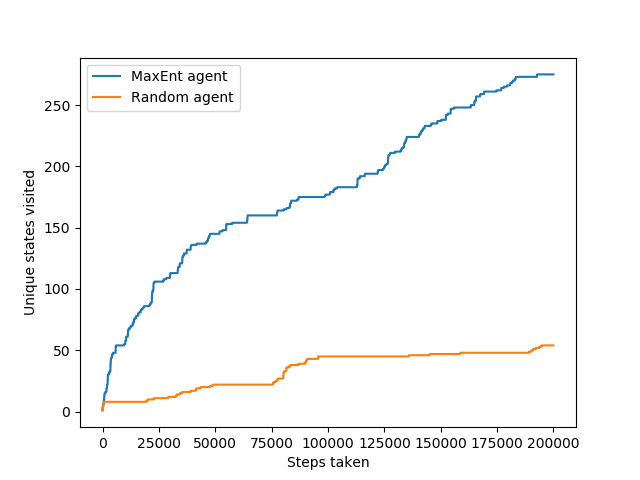 MaxEnt agent
Random agent
Unique states visited
250
200
150
100
50
0
0 25000 50000 75000 100000 125000 150000 175000 200000
Steps taken